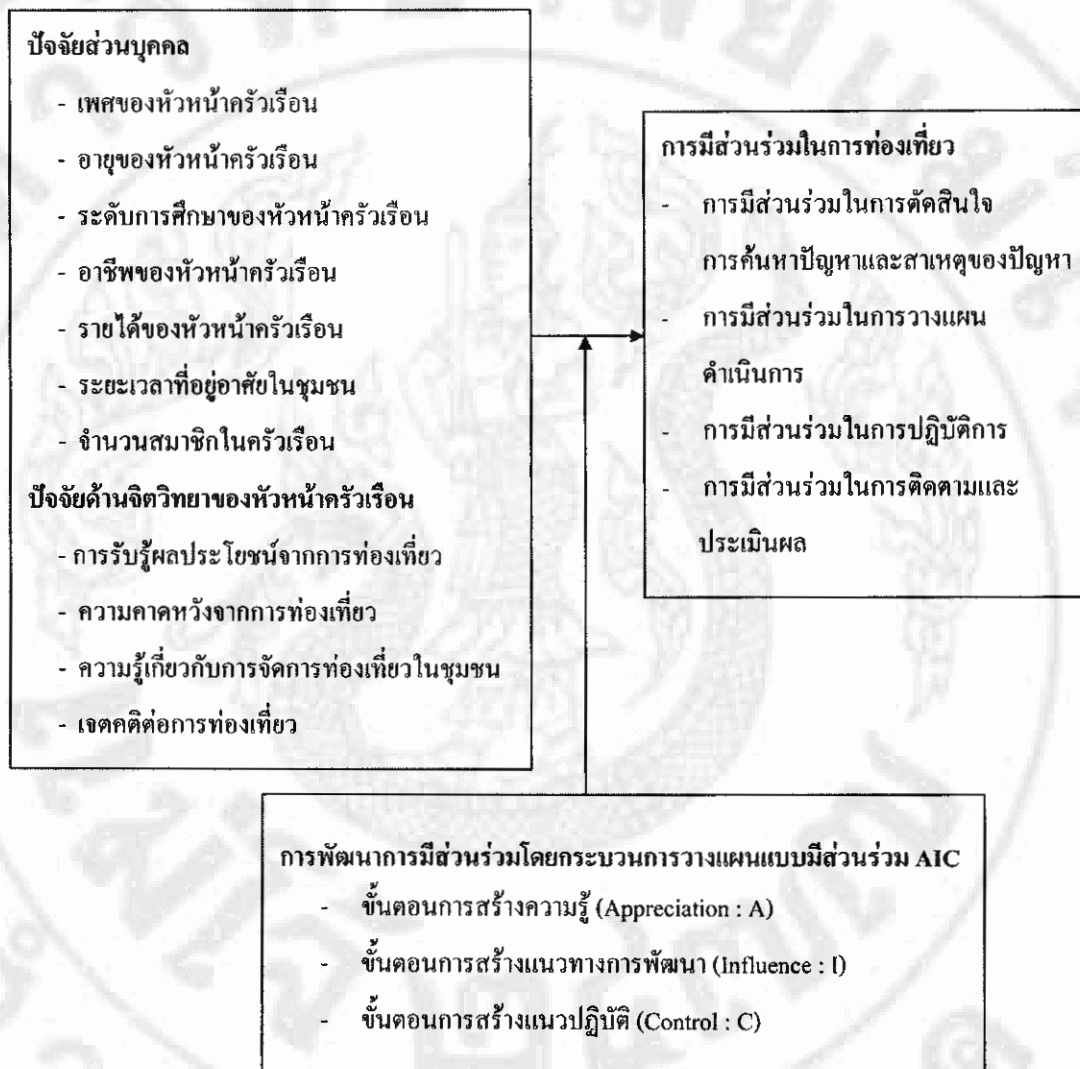 ปัจจัยส่วนบุคคล
- เพศของหัวหน้าครัวเรือน
- อายุของหัวหน้าครัวเรือน
- ระดับการศึกษาของหัวหน้าครัวเรือน
- อาชีพของหัวหน้าครัวเรือน
- รายได้ของหัวหน้าครัวเรือน
- ระยะเวลาที่อยู่อาศัยในชุมชน
- จำนวนสมาชิกในครัวเรือน
ปัจจัยด้านจิตวิทยาของหัวหน้าครัวเรือน
- การรับรู้ผลประโยชน์จากการท่องเที่ยว
- ความคาดหวังจากการท่องเที่ยว
- ความรู้เกี่ยวกับการจัดการท่องเที่ยวในชุมชน
- เจตคติต่อการท่องเที่ยว
การมีส่วนร่วมในการท่องเที่ยว
- การมีส่วนร่วมในการตัดสินใจ
การค้นหาปัญหาและสาเหตุของปัญหา
- การมีส่วนร่วมในการวางแผน
ดำเนินการ
- การมีส่วนร่วมในการปฏิบัติการ
- การมีส่วนร่วมในการติดตามและ
ประเมินผล
การพัฒนาการมีส่วนร่วมโดยกระบวนการวางแผนแบบมีส่วนร่วม AIC
- ขั้นตอนการสร้างความรู้ (Appreciation : A)
- ขั้นตอนการสร้างแนวทางการพัฒนา (Influence : I)
- ขั้นตอนการสร้างแนวปฏิบัติ (Control : C)